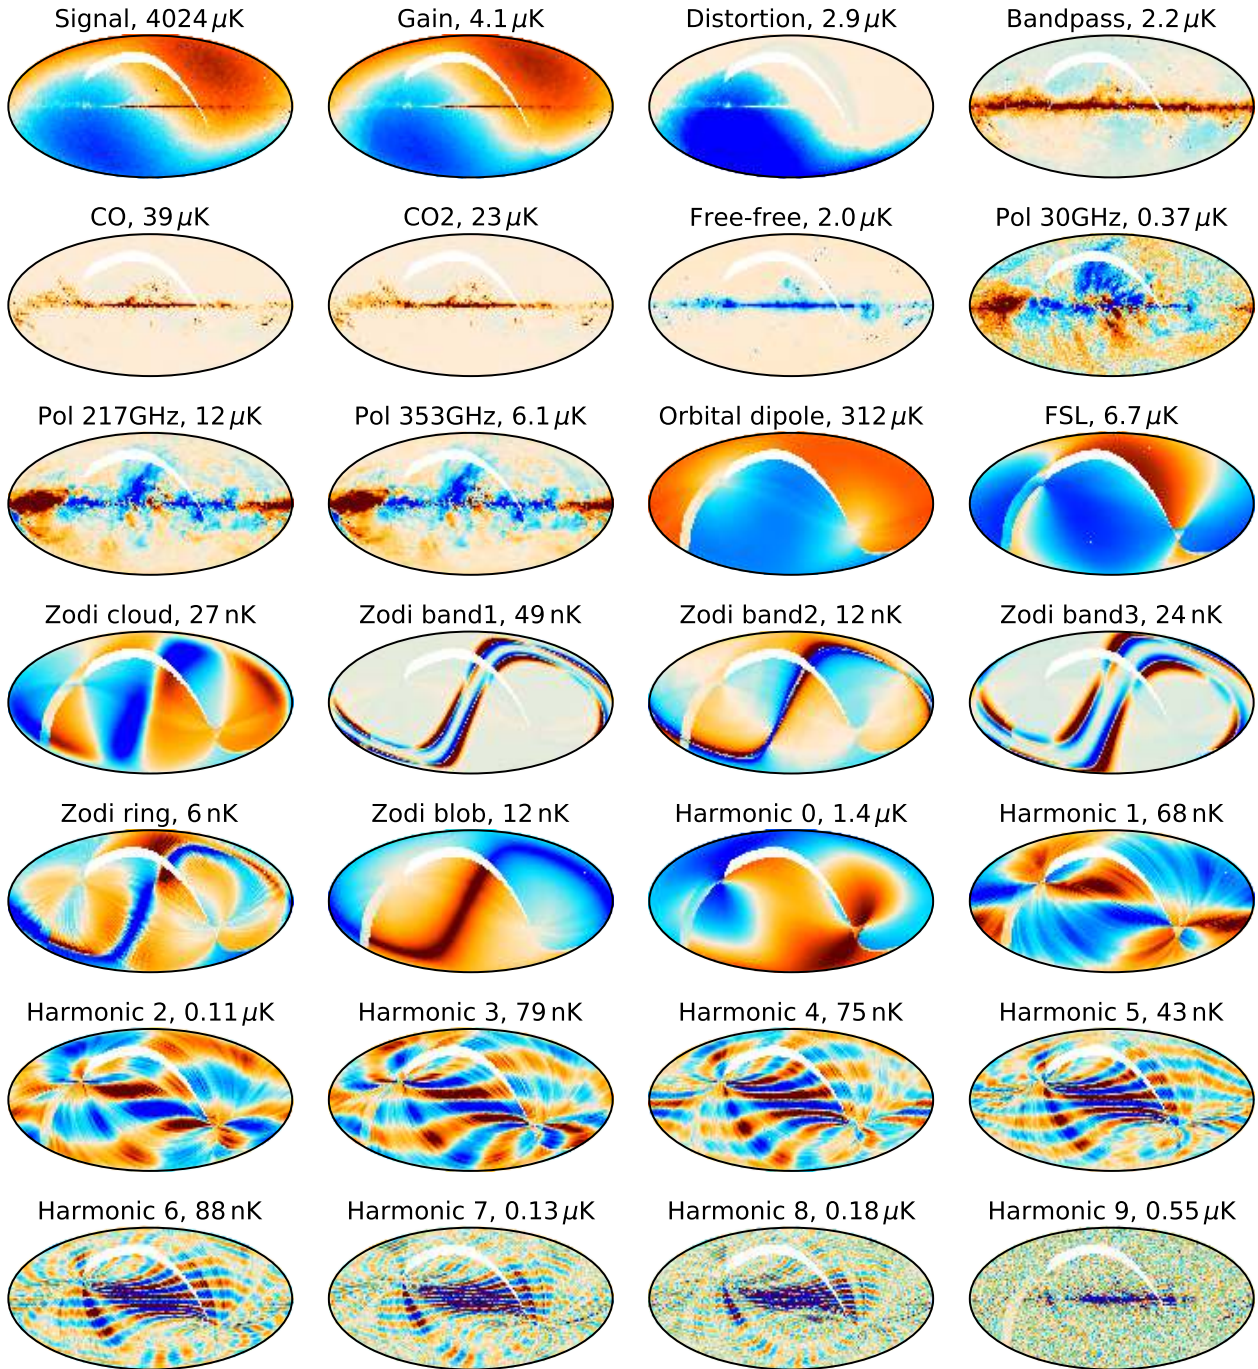 Signal, 4024 μK
Gain, 4.1 μK
Distortion, 2.9 μK
Bandpass, 2.2 μK
CO, 39 μK
CO2, 23 μK
Free-free, 2.0 μK
Pol 30GHz, 0.37 μK
Pol 217GHz, 12 μK
Pol 353GHz, 6.1 μK
Orbital dipole, 312 μK
FSL, 6.7 μK
Zodi cloud, 27 nK
Zodi band1, 49 nK
Zodi band2, 12 nK
Zodi band3, 24 nK
Zodi ring, 6 nK
Zodi blob, 12 nK
Harmonic 0, 1.4 μK
Harmonic 1, 68 nK
Harmonic 2, 0.11 μK
Harmonic 3, 79 nK
Harmonic 4, 75 nK
Harmonic 5, 43 nK
Harmonic 6, 88 nK
Harmonic 7, 0.13 μK
Harmonic 8, 0.18 μK
Harmonic 9, 0.55 μK